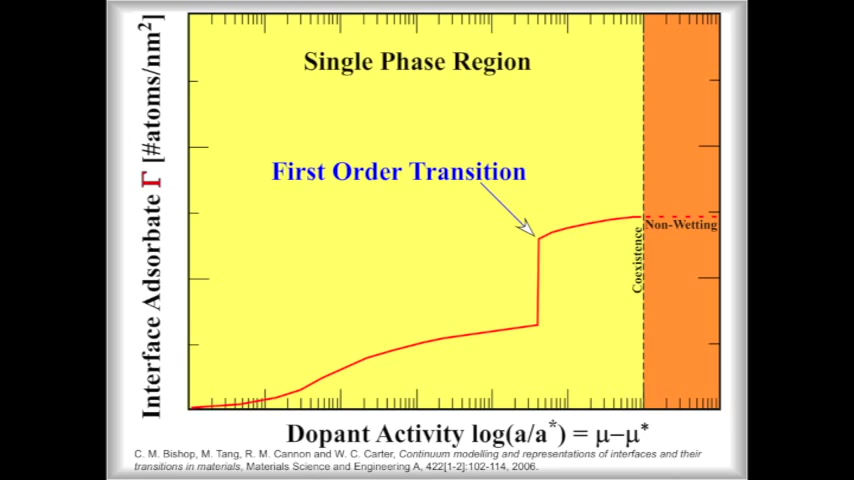 Single Phase Region
First Order Transition
Non-Wetting
Coexistence
Interface Adsorbate Γ [#atoms/nm²]
Dopant Activity log(a/a*) = μ−μ*
C. M. Bishop, M. Tang, R. M. Cannon and W. C. Carter, Continuum modelling and representations of interfaces and their
transitions in materials, Materials Science and Engineering A, 422[1-2]:102-114, 2006.